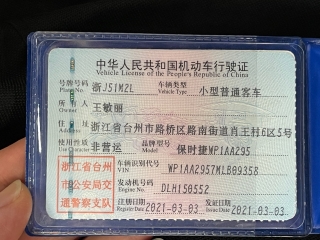 中华人民共和国机动车行驶证
Vehicle License of the People's Republic of China
号牌号码 浙J51MZL 车辆类型 小型普通客车
Plate No. Vehicle Type
所有人 王敏丽
Owner
住址 浙江省台州市路桥区路南街道肖王村6区5号
Address
使用性质 非营运 品牌型号 保时捷WP1AA295
Use Character Model
浙江省台州
市公安局交
通警察支队
车辆识别代号 WP1AA2957MLB09358
VIN
发动机号码 DLH150552
Engine No.
注册日期 2021-03-03 发证日期 2021-03-03
Register Date Issue Date